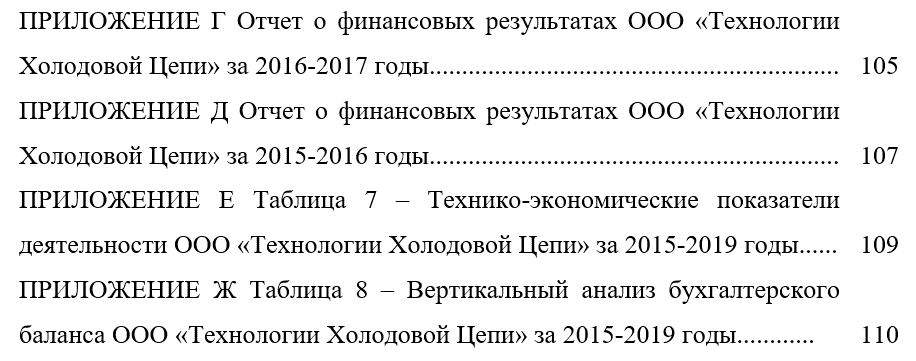 ПРИЛОЖЕНИЕ Г Отчет о финансовых результатах ООО «Технологии
Холодовой Цепи» за 2016-2017 годы................................................................................ 105
ПРИЛОЖЕНИЕ Д Отчет о финансовых результатах ООО «Технологии
Холодовой Цепи» за 2015-2016 годы................................................................................ 107
ПРИЛОЖЕНИЕ Е Таблица 7 – Технико-экономические показатели
деятельности ООО «Технологии Холодовой Цепи» за 2015-2019 годы...... 109
ПРИЛОЖЕНИЕ Ж Таблица 8 – Вертикальный анализ бухгалтерского
баланса ООО «Технологии Холодовой Цепи» за 2015-2019 годы............ 110